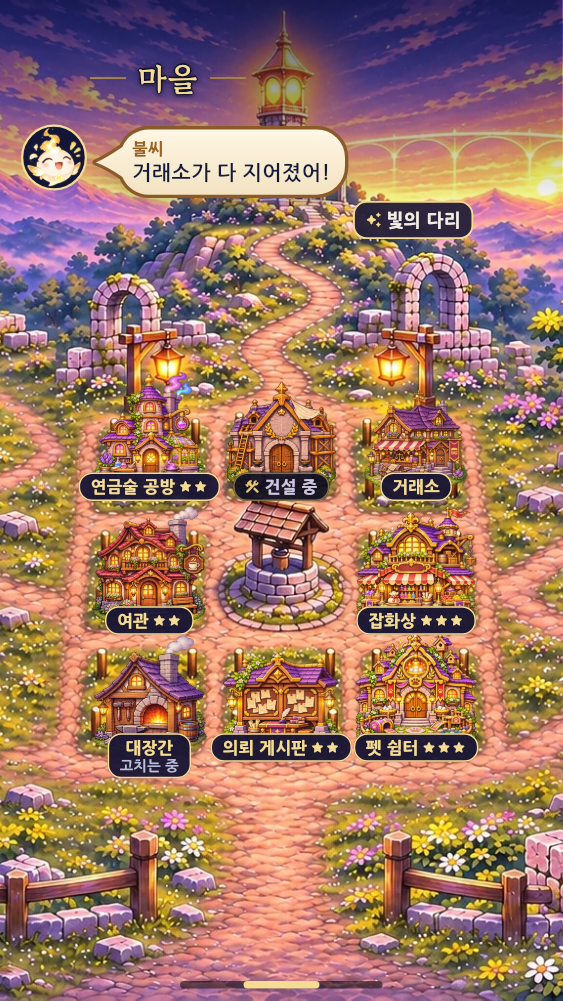 마을
불씨
거래소가 다 지어졌어!
빛의 다리
연금술 공방 ★★
건설 중
거래소
여관 ★★
잡화상 ★★★
대장간
고치는 중
의뢰 게시판 ★★
펫 쉼터 ★★★